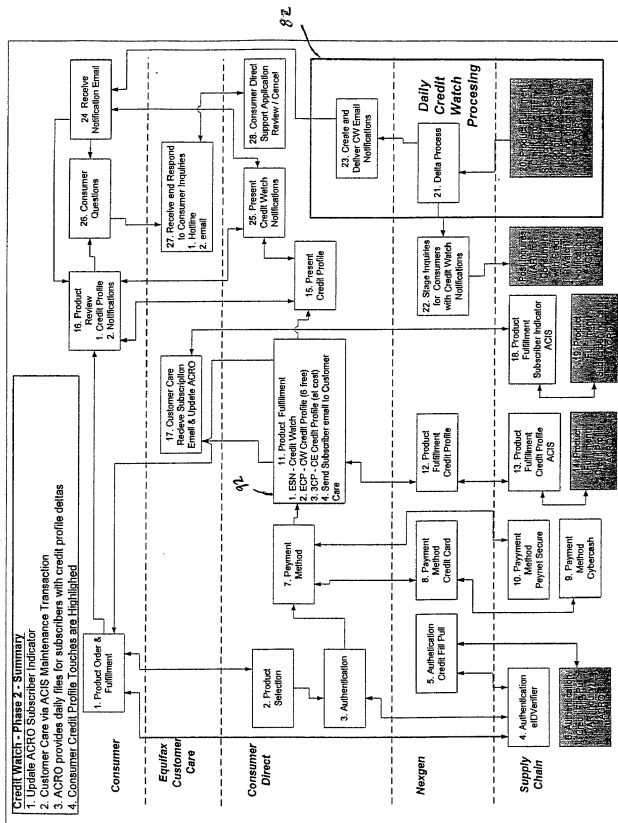 Credit Watch - Phase 2 - Summary
1. Update ACRO Subscriber Indicator
2. Customer Care via ACIS Maintenance Transaction
3. ACRO provides daily files for subscribers with credit profile deltas
4. Consumer Credit Profile Touches are Highlighed
Consumer
1. Product Order &
Fulfillment
16. Product
Review
1. Credit Profile
2. Notifications
26. Consumer
Questions
24 Receive
Notification Email
Equifax
Customer
Care
17. Customer Care
Recieve Subscription
Email & Update ACRO
27. Receive and Respond
to Consumer Inquiries
1. Hotline
2. email
Consumer
Direct
2. Product
Selection
3. Authentication
7. Payment
Method
11. Product Fulfillment
1. ESN - Credit Watch
2. ECP - CW Credit Profile (6 free)
3. 3CP - CE Credit Profile (at cost)
4. Send Subscriber email to Customer
Care
92
15. Present
Credit Profile
25. Present
Credit Watch
Notifications
28. Consumer Direct
Support Application
Review / Cancel
Nexgen
5. Authetication
Credit Fill Pull
8. Payment
Method
Credit Card
12. Product
Fulfillment
Credit Profile
22. Stage Inquiries
for Consumers
with Credit Watch
Notifications
21. Delta Process
23. Create and
Deliver CW Email
Notifications
Daily
Credit
Watch
Procesing
82
Supply
Chain
4. Authentication
eIDVerifier
10. Payyment
Method
Paynet Secure
9. Payment
Method
Cybercash
13. Product
Fulfillment
Credit Profile
ACIS
18. Product
Fulfillment
Subscriber Indicator
ACIS